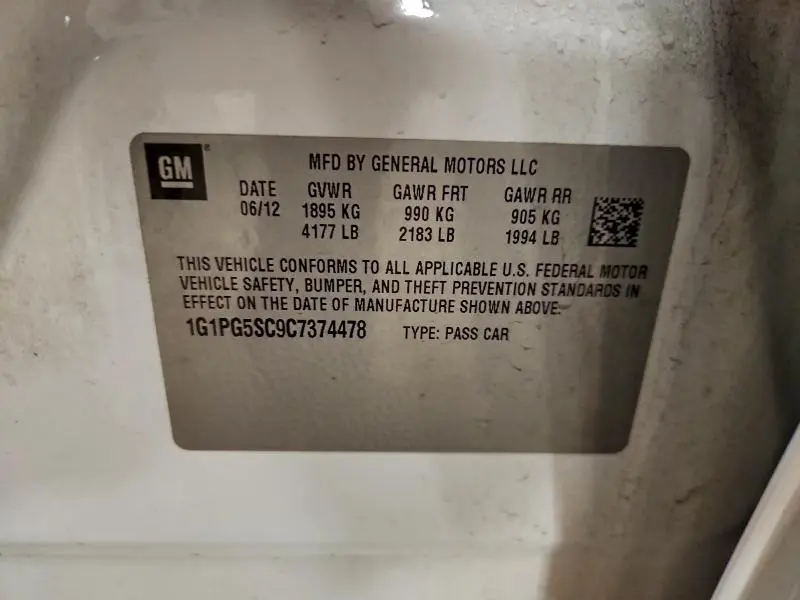 GM
MFD BY GENERAL MOTORS LLC
DATE GVWR GAWR FRT GAWR RR
06/12 1895 KG 990 KG 905 KG
4177 LB 2183 LB 1994 LB
THIS VEHICLE CONFORMS TO ALL APPLICABLE U.S. FEDERAL MOTOR
VEHICLE SAFETY, BUMPER, AND THEFT PREVENTION STANDARDS IN
EFFECT ON THE DATE OF MANUFACTURE SHOWN ABOVE.
1G1PG5SC9C7374478 TYPE: PASS CAR